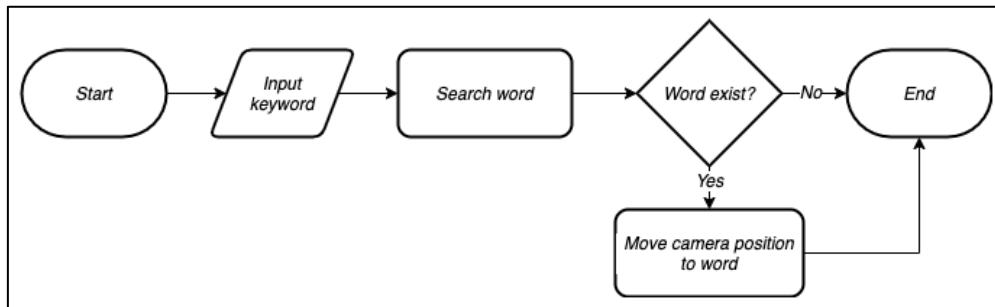 Start
Input
keyword
Search word
Word exist?
No
End
Yes
Move camera position
to word